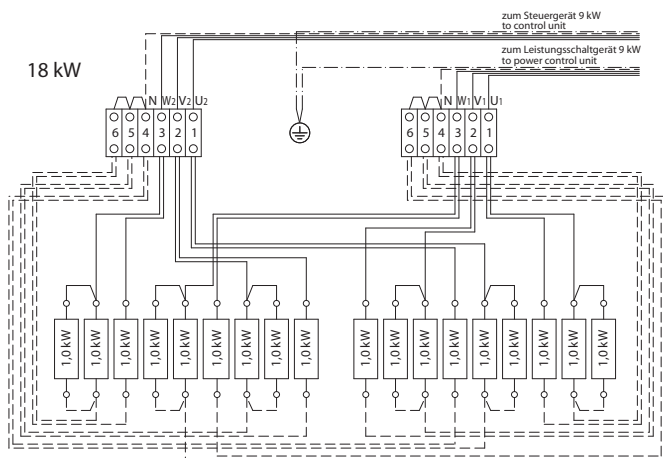 zum Steuergerät 9 kW
to control unit
zum Leistungsschaltgerät 9 kW
to power control unit
18 kW
N W2 V2 U2
N W1 V1 U1
6 5 4 3 2 1
6 5 4 3 2 1
1,0 kW 1,0 kW 1,0 kW 1,0 kW 1,0 kW 1,0 kW 1,0 kW 1,0 kW 1,0 kW
1,0 kW 1,0 kW 1,0 kW 1,0 kW 1,0 kW 1,0 kW 1,0 kW 1,0 kW 1,0 kW